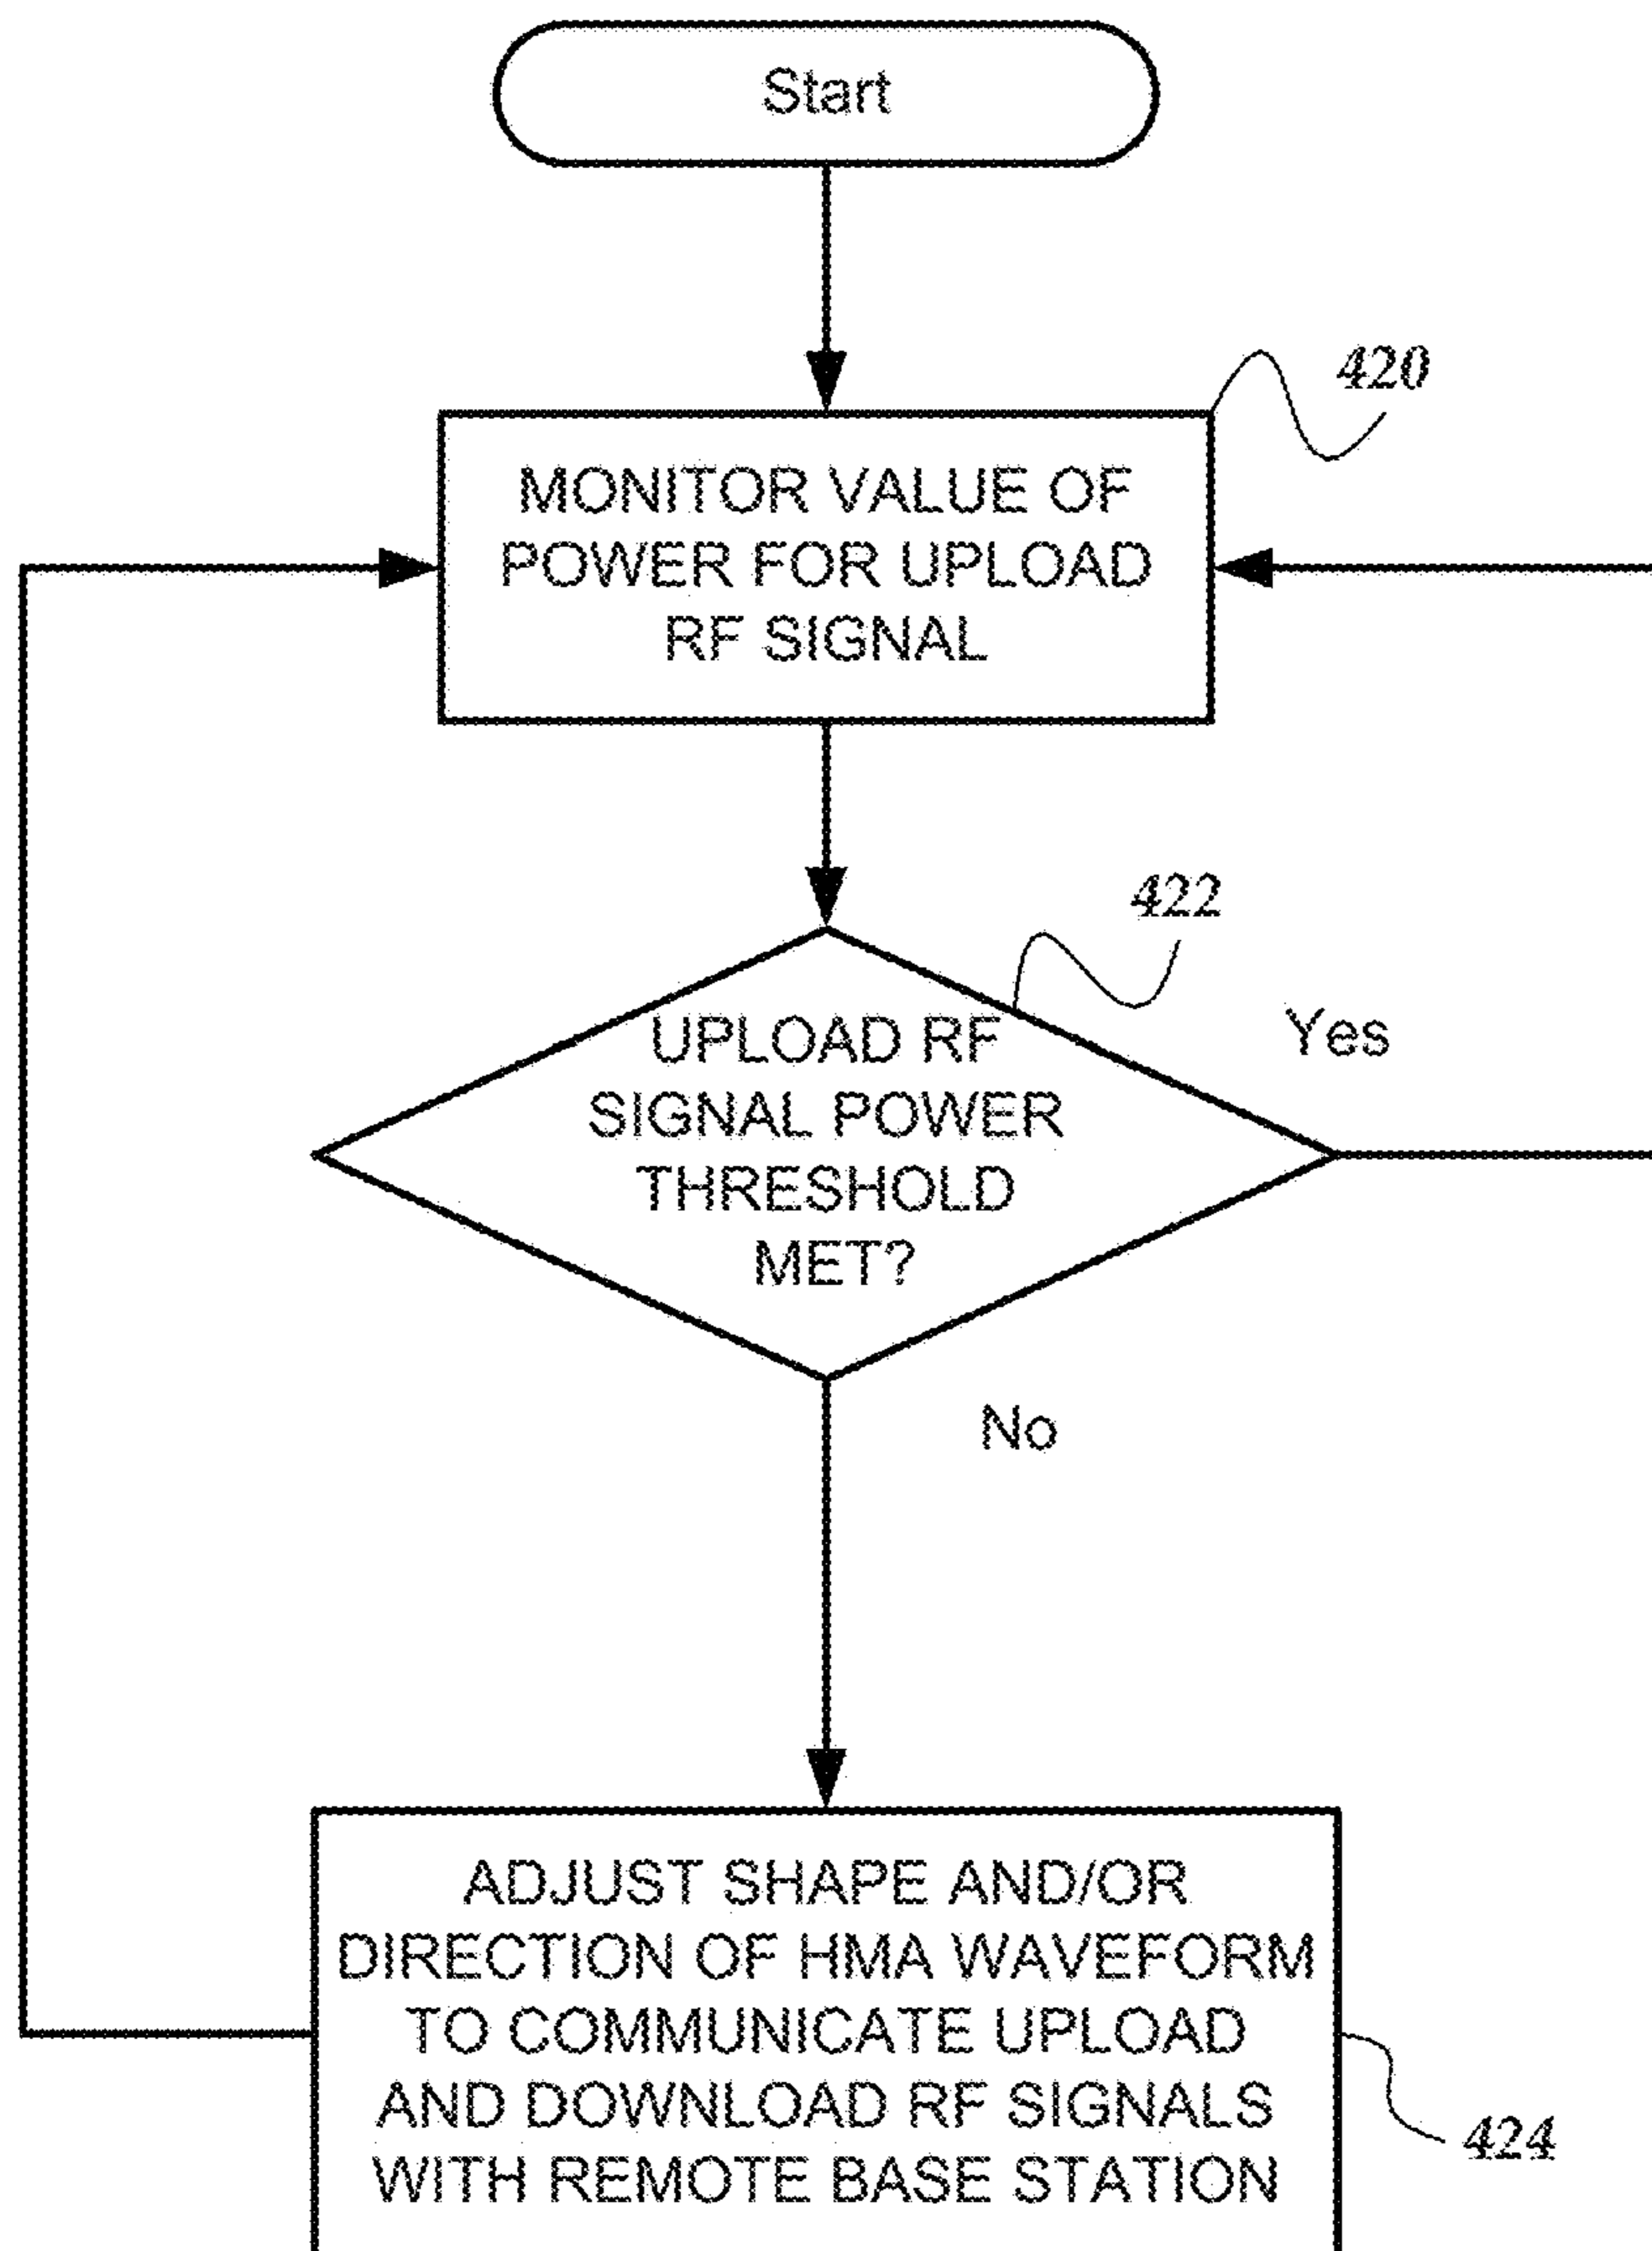 Start
420
MONITOR VALUE OF
POWER FOR UPLOAD
RF SIGNAL
422
UPLOAD RF
SIGNAL POWER
THRESHOLD
MET?
Yes
No
ADJUST SHAPE AND/OR
DIRECTION OF HMA WAVEFORM
TO COMMUNICATE UPLOAD
AND DOWNLOAD RF SIGNALS
WITH REMOTE BASE STATION
424